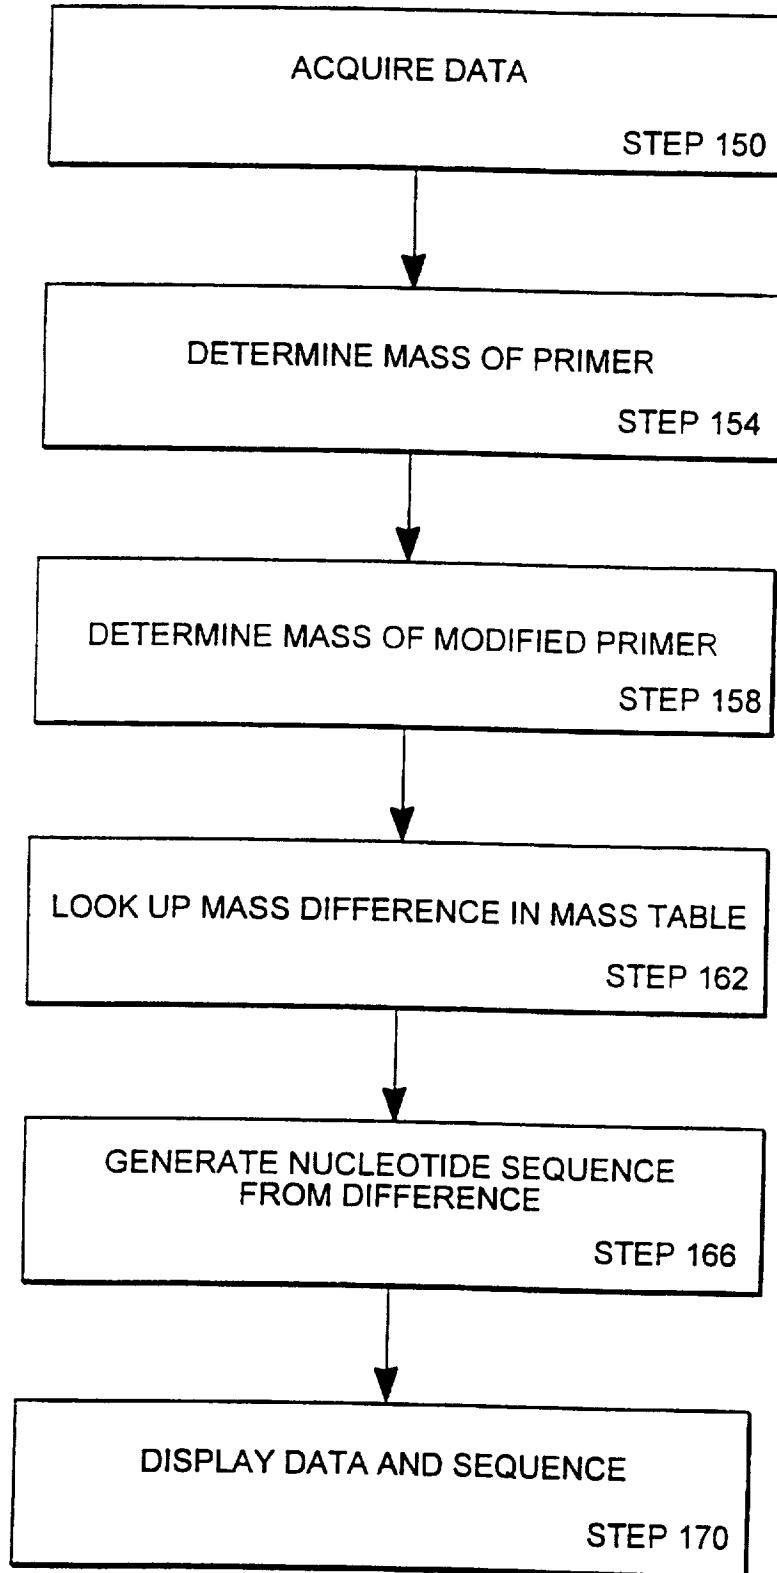 ACQUIRE DATA
STEP 150
DETERMINE MASS OF PRIMER
STEP 154
DETERMINE MASS OF MODIFIED PRIMER
STEP 158
LOOK UP MASS DIFFERENCE IN MASS TABLE
STEP 162
GENERATE NUCLEOTIDE SEQUENCE
FROM DIFFERENCE
STEP 166
DISPLAY DATA AND SEQUENCE
STEP 170